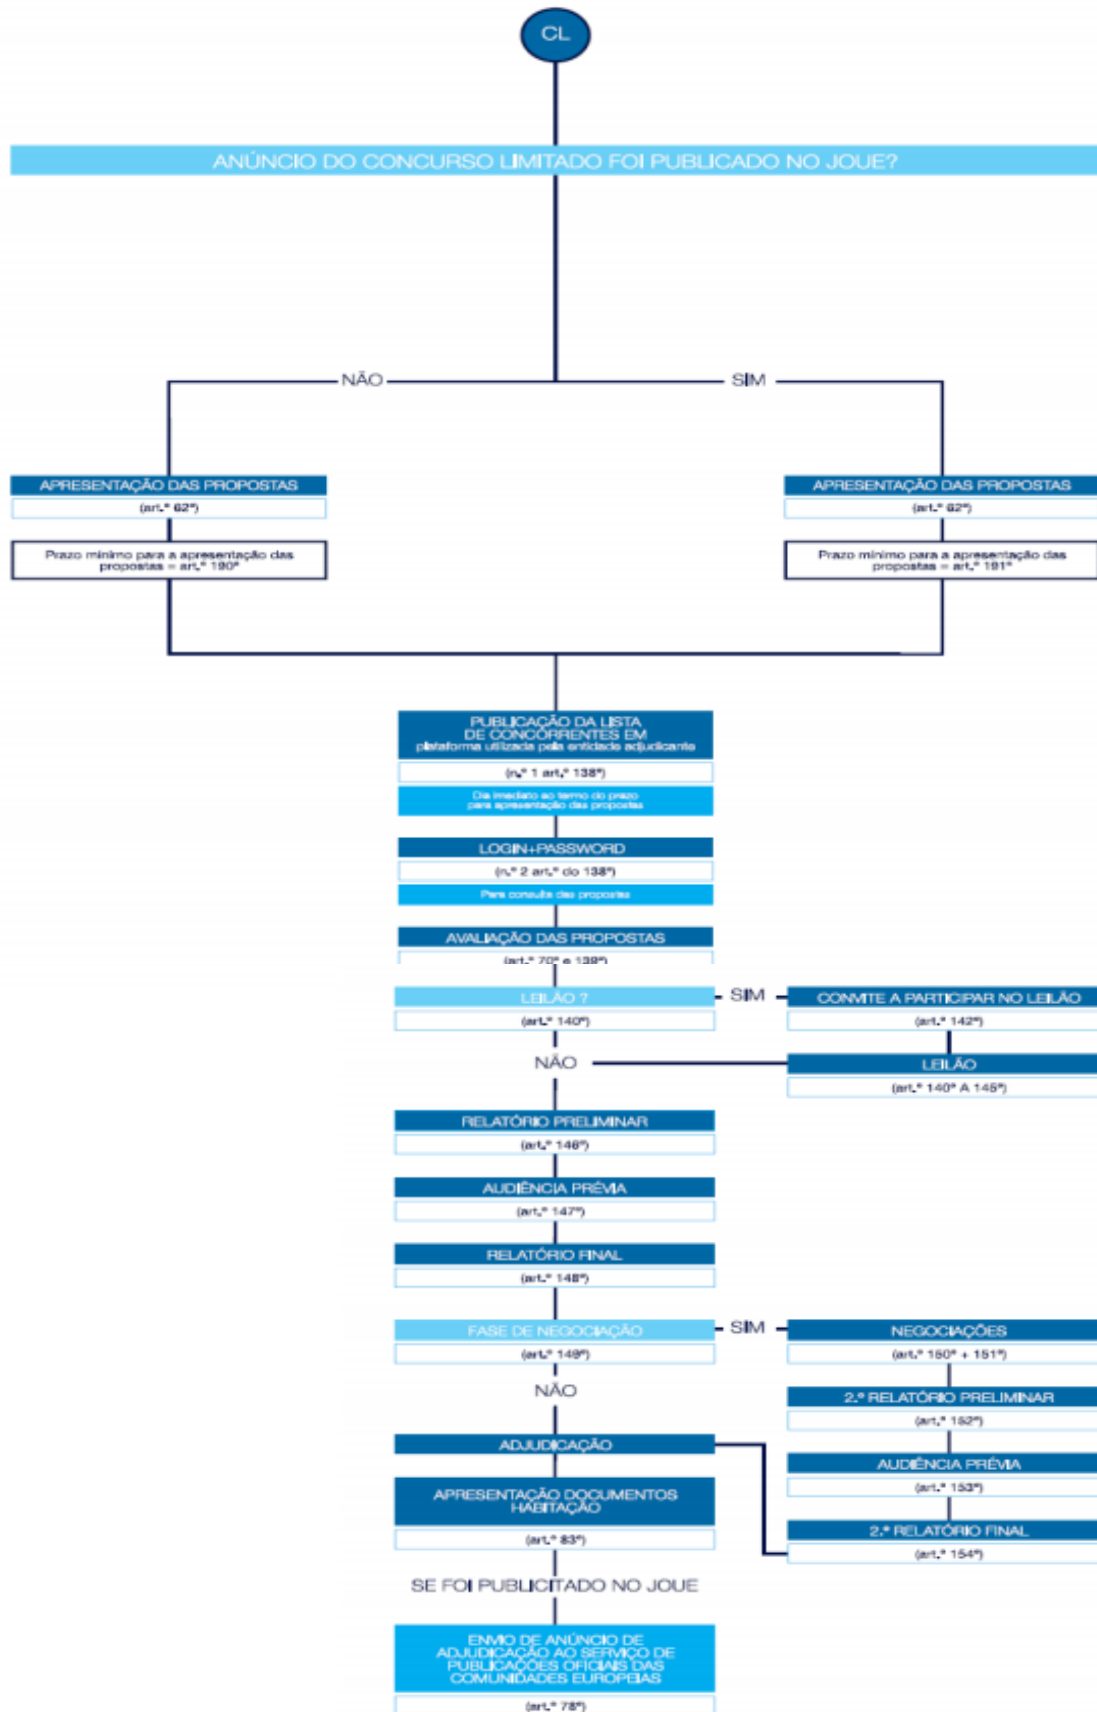 CL
ANÚNCIO DO CONCURSO LIMITADO FOI PUBLICADO NO JOUE?
NÃO
SIM
APRESENTAÇÃO DAS PROPOSTAS
(art.º 62º)
Prazo mínimo para a apresentação das
propostas = art.º 190º
APRESENTAÇÃO DAS PROPOSTAS
(art.º 62º)
Prazo mínimo para a apresentação das
propostas = art.º 191º
PUBLICAÇÃO DA LISTA
DE CONCORRENTES EM
plataforma utilizada pela entidade adjudicante
(n.º 1 art.º 138º)
Dia imediato ao termo do prazo
para apresentação das propostas
LOGIN+PASSWORD
(n.º 2 art.º do 138º)
Para consulta das propostas
AVALIAÇÃO DAS PROPOSTAS
(art.º 70º e 139º)
LEILÃO ?
(art.º 140º)
SIM
CONVITE A PARTICIPAR NO LEILÃO
(art.º 142º)
NÃO
LEILÃO
(art.º 140º A 145º)
RELATÓRIO PRELIMINAR
(art.º 146º)
AUDIÊNCIA PRÉVIA
(art.º 147º)
RELATÓRIO FINAL
(art.º 148º)
FASE DE NEGOCIAÇÃO
(art.º 149º)
SIM
NEGOCIAÇÕES
(art.º 150º + 151º)
NÃO
2.º RELATÓRIO PRELIMINAR
(art.º 152º)
ADJUDICAÇÃO
AUDIÊNCIA PRÉVIA
(art.º 153º)
APRESENTAÇÃO DOCUMENTOS
HABITAÇÃO
(art.º 83º)
2.º RELATÓRIO FINAL
(art.º 154º)
SE FOI PUBLICITADO NO JOUE
ENVIO DE ANÚNCIO DE
ADJUDICAÇÃO AO SERVIÇO DE
PUBLICAÇÕES OFICIAIS DAS
COMUNIDADES EUROPEIAS
(art.º 78º)